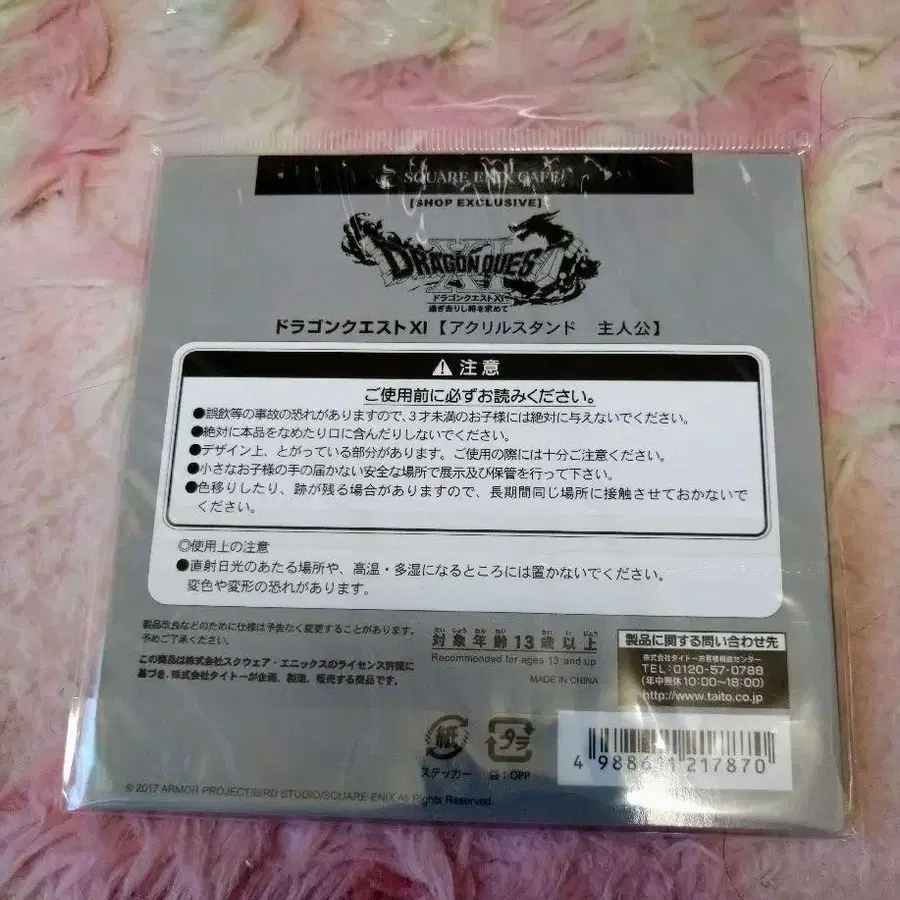 SQUARE ENIX CAFE
[SHOP EXCLUSIVE]
DRAGON QUEST
XI
ドラゴンクエストXI
過ぎ去りし時を求めて
ドラゴンクエストXI【アクリルスタンド 主人公】
注意
ご使用前に必ずお読みください。
●誤飲等の事故の恐れがありますので、3才未満のお子様には絶対に与えないでください。
●絶対に本品をなめたり口に含んだりしないでください。
●デザイン上、とがっている部分があります。ご使用の際には十分ご注意ください。
●小さなお子様の手の届かない安全な場所で展示及び保管を行って下さい。
●色移りしたり、跡が残る場合がありますので、長期間同じ場所に接触させておかないで
ください。
◎使用上の注意
●直射日光のあたる場所や、高温・多湿になるところには置かないでください。
変色や変形の恐れがあります。
製品改良などのために仕様は予告なく変更することがあります。
予めご了承ください。
この商品は株式会社スクウェア・エニックスのライセンス許諾に
基づき、株式会社タイトーが企画、製造、販売する商品です。
たいしょうねんれい さいいじょう
対象年齢13歳以上
Recommended for ages 13 and up
MADE IN CHINA
製品に関する問い合わせ先
株式会社タイトーお客様相談センター
TEL:0120-57-0788
(年中無休10:00〜18:00)
http://www.taito.co.jp
紙
ステッカー
プラ
袋：OPP
217870
© 2017 ARMOR PROJECT/BIRD STUDIO/SQUARE ENIX All Rights Reserved.